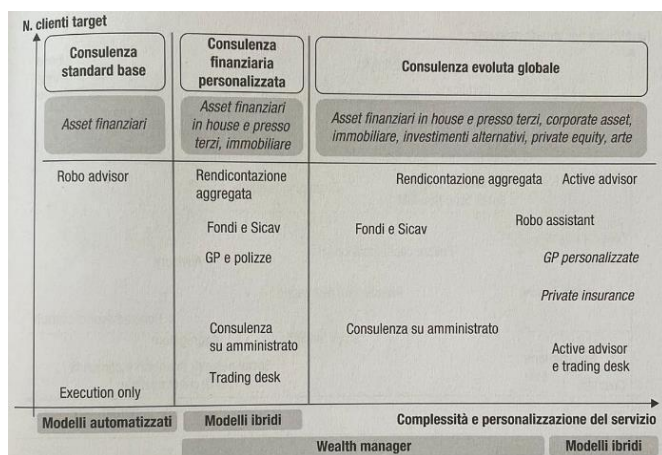 N. clienti target
Consulenza
standard base
Consulenza
finanziaria
personalizzata
Consulenza evoluta globale
Asset finanziari
Asset finanziari
in house e presso
terzi, immobiliare
Asset finanziari in house e presso terzi, corporate asset,
immobiliare, investimenti alternativi, private equity, arte
Robo advisor
Rendicontazione
aggregata
Rendicontazione aggregata
Active advisor
Fondi e Sicav
Fondi e Sicav
Robo assistant
GP e polizze
GP personalizzate
Private insurance
Consulenza
su amministrato
Consulenza su amministrato
Active advisor
e trading desk
Trading desk
Execution only
Modelli automatizzati
Modelli ibridi
Complessità e personalizzazione del servizio
Wealth manager
Modelli ibridi